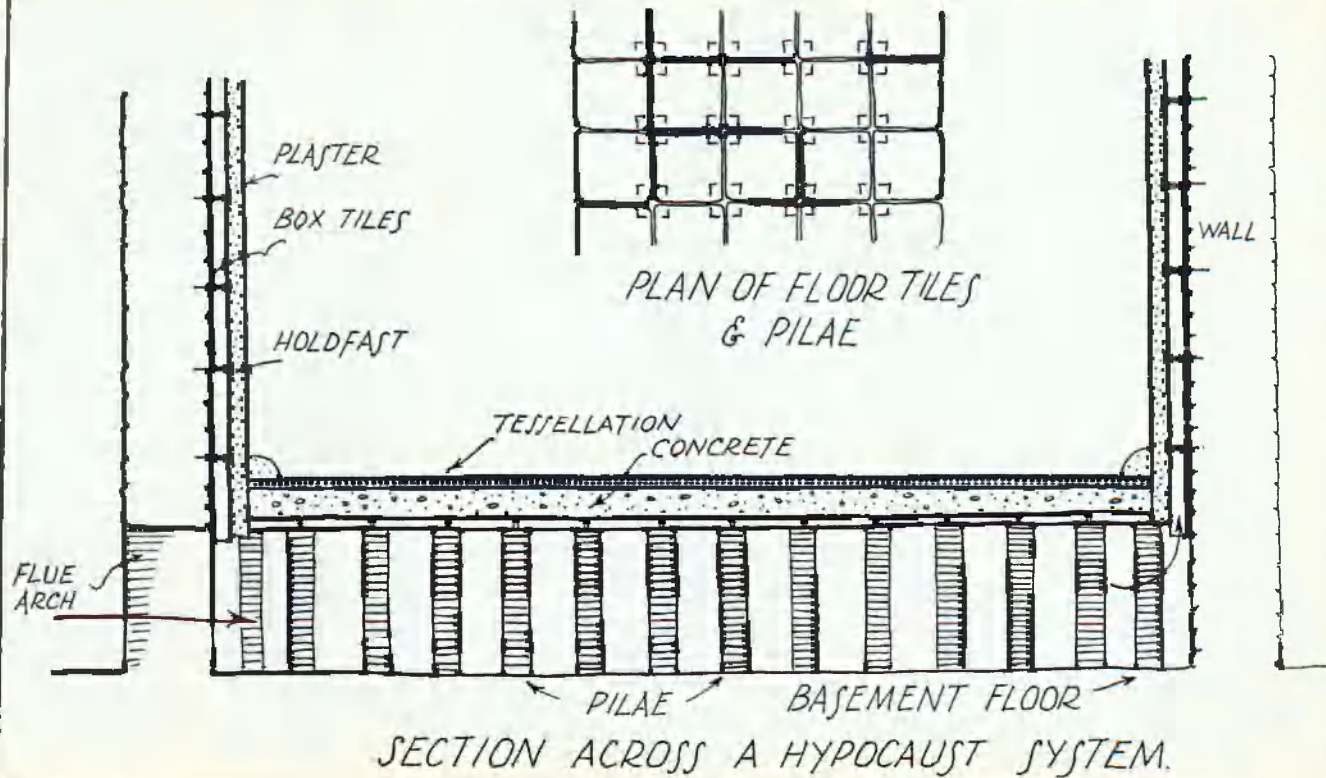 PLASTER
BOX TILES
HOLDFAST
PLAN OF FLOOR TILES
& PILAE
WALL
TESSELLATION
CONCRETE
FLUE
ARCH
PILAE
BASEMENT FLOOR
SECTION ACROSS A HYPOCAUST SYSTEM.